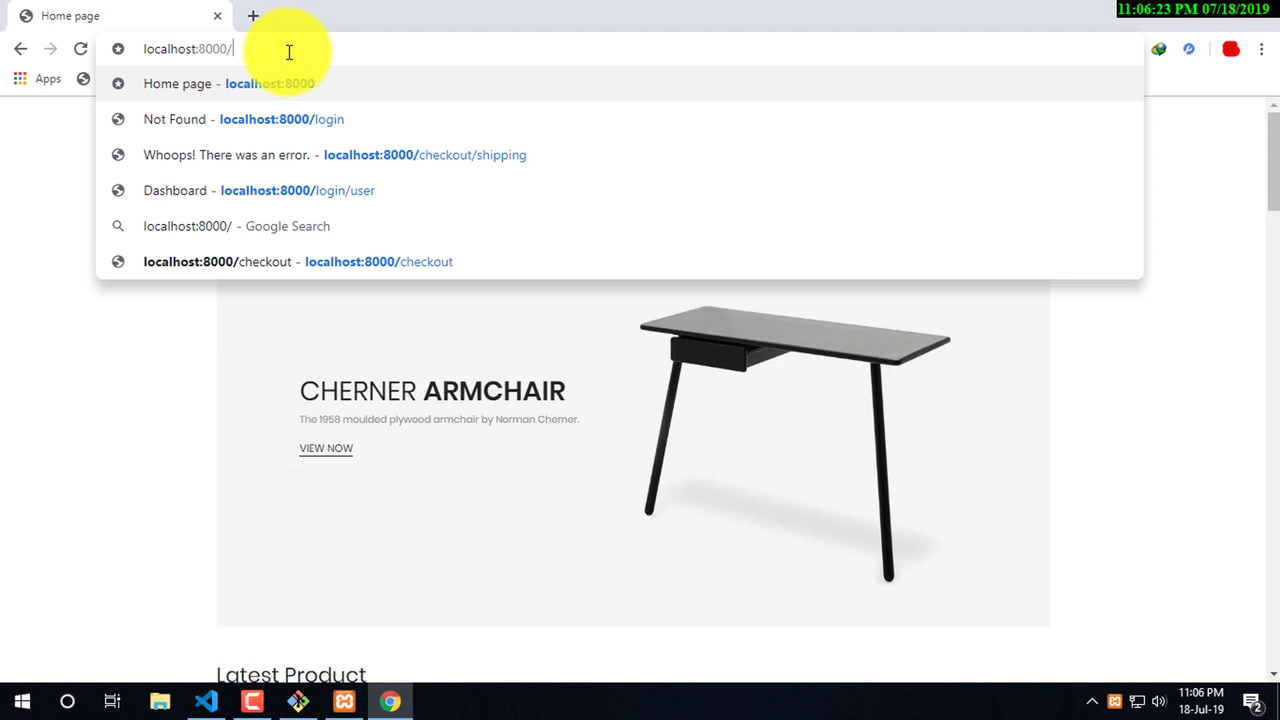 Home page
11:06:23 PM 07/18/2019
localhost:8000/
Apps
Home page - localhost:8000
Not Found - localhost:8000/login
Whoops! There was an error. - localhost:8000/checkout/shipping
Dashboard - localhost:8000/login/user
localhost:8000/ - Google Search
localhost:8000/checkout - localhost:8000/checkout
CHERNER ARMCHAIR
The 1958 moulded plywood armchair by Norman Cherner.
VIEW NOW
Latest Product
11:06 PM
18-Jul-19
2